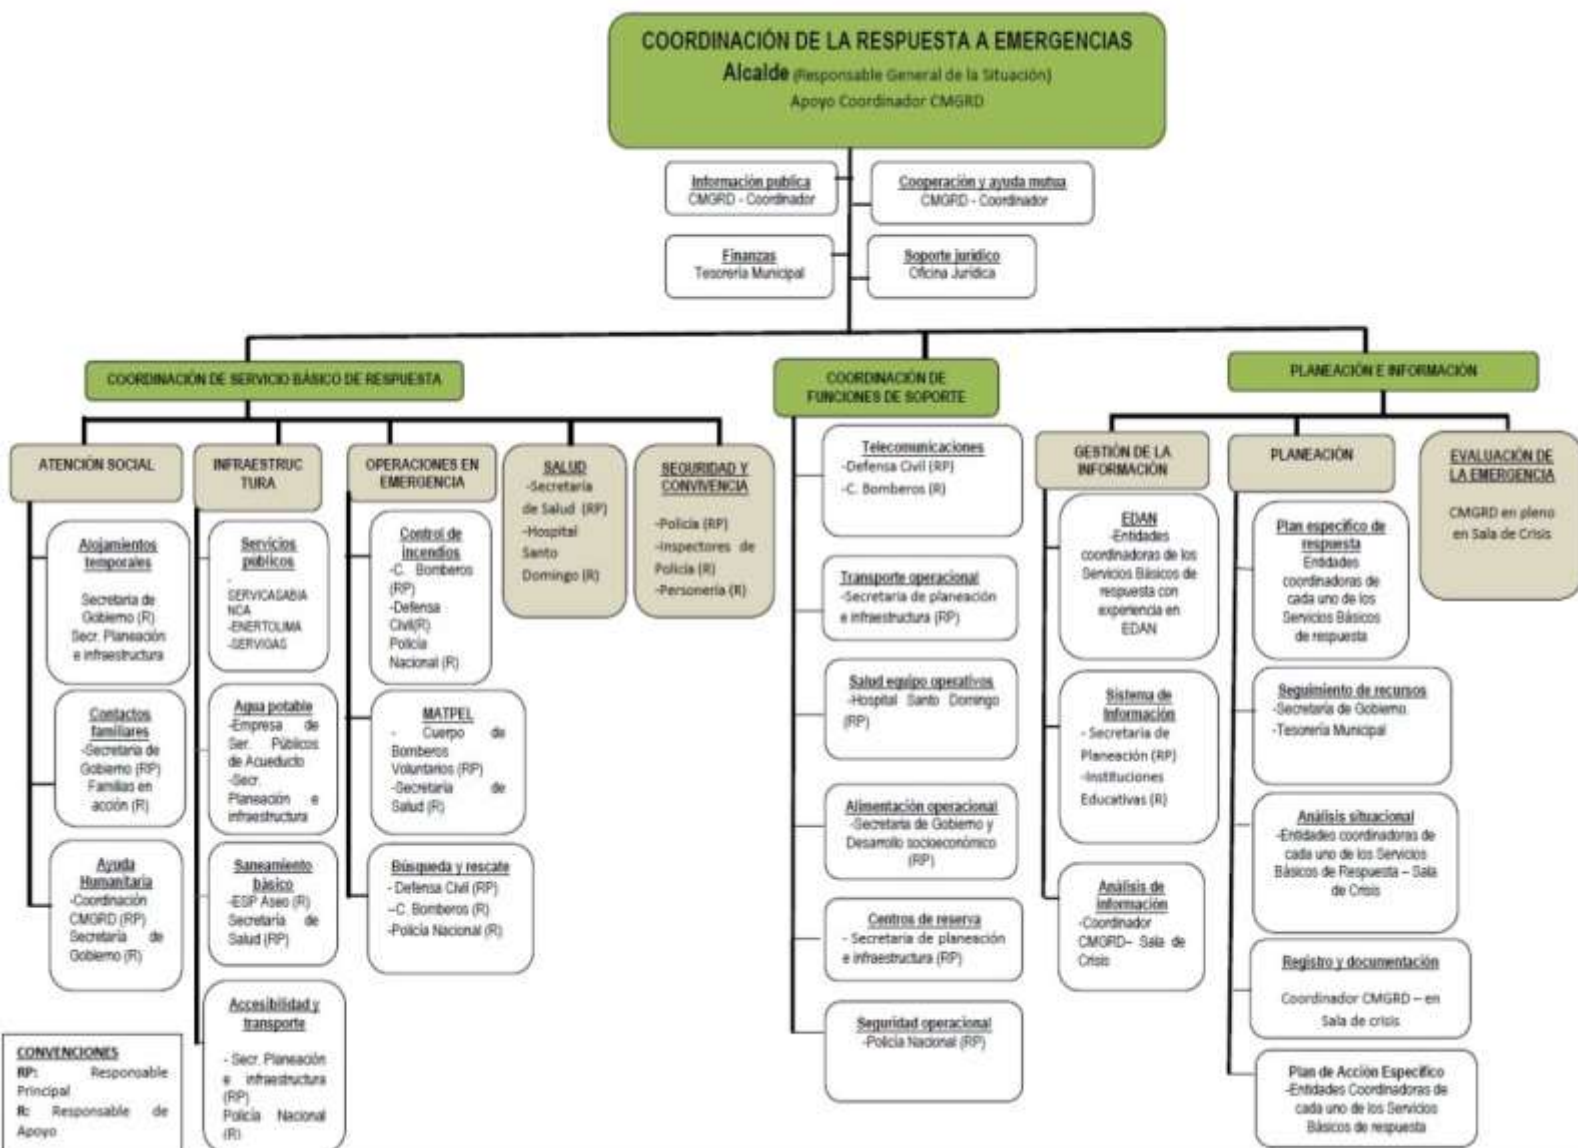 COORDINACIÓN DE LA RESPUESTA A EMERGENCIAS
Alcalde (Responsable General de la Situación)
Apoyo Coordinador CMGRD
Información publica
CMGRD - Coordinador
Cooperación y ayuda mutua
CMGRD - Coordinador
Finanzas
Tesorería Municipal
Soporte jurídico
Oficina Jurídica
COORDINACIÓN DE SERVICIO BÁSICO DE RESPUESTA
ATENCIÓN SOCIAL
Alojamientos
temporales
Secretaria de
Gobierno (R)
Secr. Planeación
e infraestructura
Contactos
familiares
-Secretaría de
Gobierno (RP)
Familias en
acción (R)
Ayuda
Humanitaria
-Coordinación
CMGRD (RP)
Secretaría de
Gobierno (R)
INFRAESTRUC
TURA
Servicios
públicos
-
SERVICASABIA
NCA
-ENERTOLIMA
-SERVIGAS
Agua potable
-Empresa de
Ser. Públicos
de Acueducto
-Secr.
Planeación e
infraestructura
Saneamiento
básico
-ESP Aseo (R)
Secretaría de
Salud (RP)
Accesibilidad y
transporte
- Secr. Planeación
e infraestructura
(RP)
Policía Nacional
(R)
OPERACIONES EN
EMERGENCIA
Control de
incendios
-C. Bomberos
(RP)
-Defensa
Civil(R)
Policía
Nacional (R)
MATPEL
- Cuerpo de
Bomberos
Voluntarios (RP)
-Secretaría de
Salud (R)
Búsqueda y rescate
- Defensa Civil (RP)
–C. Bomberos (R)
-Policía Nacional (R)
SALUD
-Secretaría
de Salud (RP)
-Hospital
Santo
Domingo (R)
SEGURIDAD Y
CONVIVENCIA
-Policía (RP)
-Inspectores de
Policía (R)
-Personería (R)
COORDINACIÓN DE
FUNCIONES DE SOPORTE
Telecomunicaciones
-Defensa Civil (RP)
-C. Bomberos (R)
Transporte operacional
-Secretaría de planeación
e infraestructura (RP)
Salud equipo operativos
-Hospital Santo Domingo
(RP)
Alimentación operacional
-Secretaria de Gobierno y
Desarrollo socioeconómico
(RP)
Centros de reserva
- Secretaría de planeación
e infraestructura (RP)
Seguridad operacional
-Policía Nacional (RP)
PLANEACIÓN E INFORMACIÓN
GESTIÓN DE LA
INFORMACIÓN
EDAN
-Entidades
coordinadoras de los
Servicios Básicos de
respuesta con
experiencia en
EDAN
Sistema de
Información
- Secretaria de
Planeación (RP)
-Instituciones
Educativas (R)
Análisis de
información
-Coordinador
CMGRD– Sala de
Crisis
PLANEACIÓN
Plan específico de
respuesta
Entidades
coordinadoras de
cada uno de los
Servicios Básicos
de respuesta
Seguimiento de recursos
-Secretaría de Gobierno
-Tesorería Municipal
Análisis situacional
-Entidades coordinadoras de
cada uno de los Servicios
Básicos de Respuesta – Sala
de Crisis
Registro y documentación
Coordinador CMGRD – en
Sala de crisis
Plan de Acción Específico
-Entidades Coordinadoras de
cada uno de los Servicios
Básicos de respuesta
EVALUACIÓN DE
LA EMERGENCIA
CMGRD en pleno
en Sala de Crisis
CONVENCIONES
RP: Responsable
Principal
R: Responsable de
Apoyo